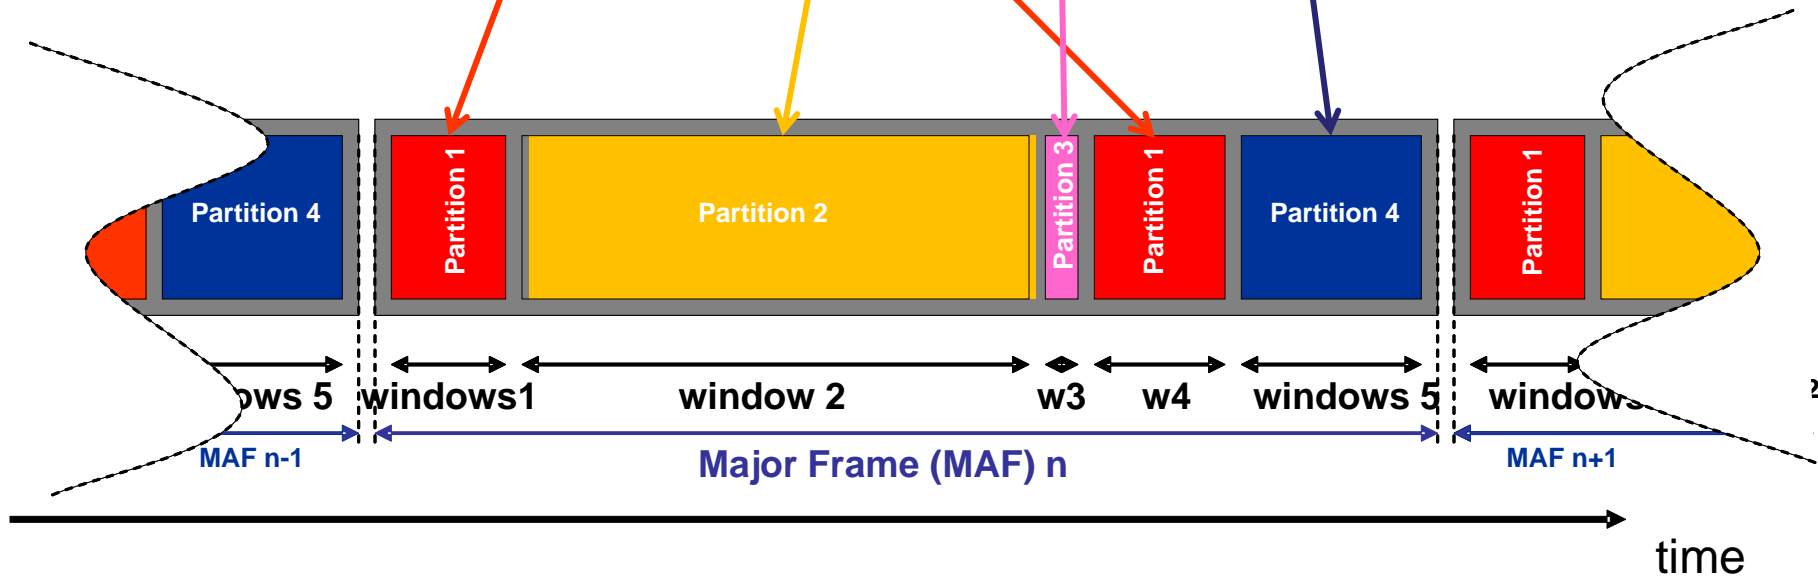 Partition 4
Partition 1
Partition 2
Partition 3
Partition 1
Partition 4
Partition 1
ows 5
windows1
window 2
w3
w4
windows 5
windows
MAF n-1
Major Frame (MAF) n
MAF n+1
time